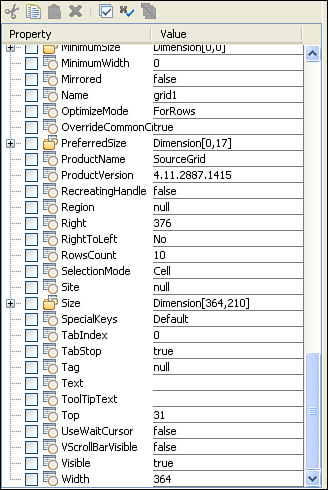 Property Value
MinimumSize Dimension[0,0]
MinimumWidth 0
Mirrored false
Name grid1
OptimizeMode ForRows
OverrideCommonC true
PreferredSize Dimension[0,17]
ProductName SourceGrid
ProductVersion 4.11.2887.1415
RecreatingHandle false
Region null
Right 376
RightToLeft No
RowsCount 10
SelectionMode Cell
Site null
Size Dimension[364,210]
SpecialKeys Default
TabIndex 0
TabStop true
Tag null
Text
ToolTipText
Top 31
UseWaitCursor false
VScrollBarVisible false
Visible true
Width 364